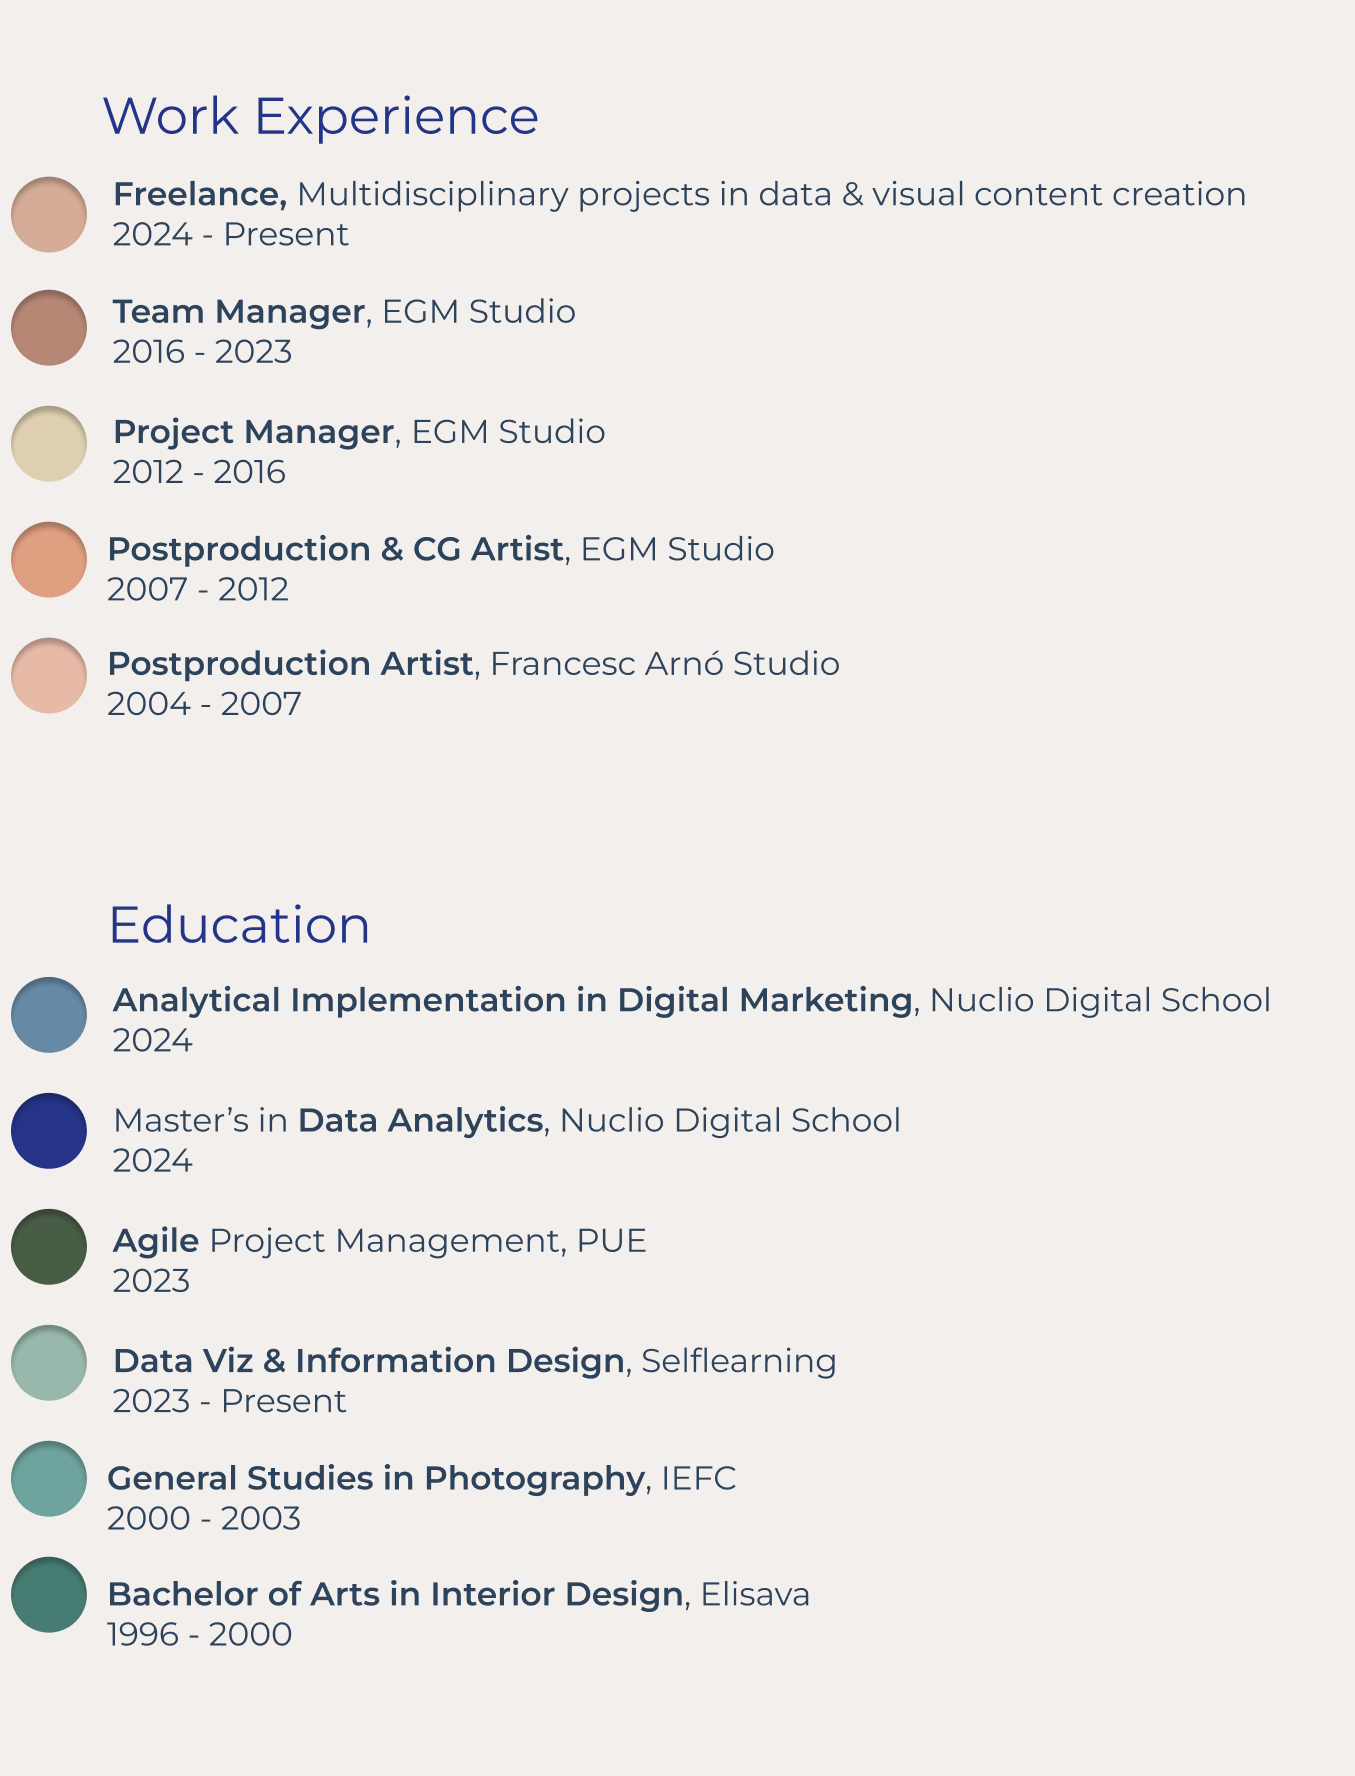 Work Experience
Freelance, Multidisciplinary projects in data & visual content creation
2024 - Present
Team Manager, EGM Studio
2016 - 2023
Project Manager, EGM Studio
2012 - 2016
Postproduction & CG Artist, EGM Studio
2007 - 2012
Postproduction Artist, Francesc Arnó Studio
2004 - 2007
Education
Analytical Implementation in Digital Marketing, Nuclio Digital School
2024
Master’s in Data Analytics, Nuclio Digital School
2024
Agile Project Management, PUE
2023
Data Viz & Information Design, Selflearning
2023 - Present
General Studies in Photography, IEFC
2000 - 2003
Bachelor of Arts in Interior Design, Elisava
1996 - 2000